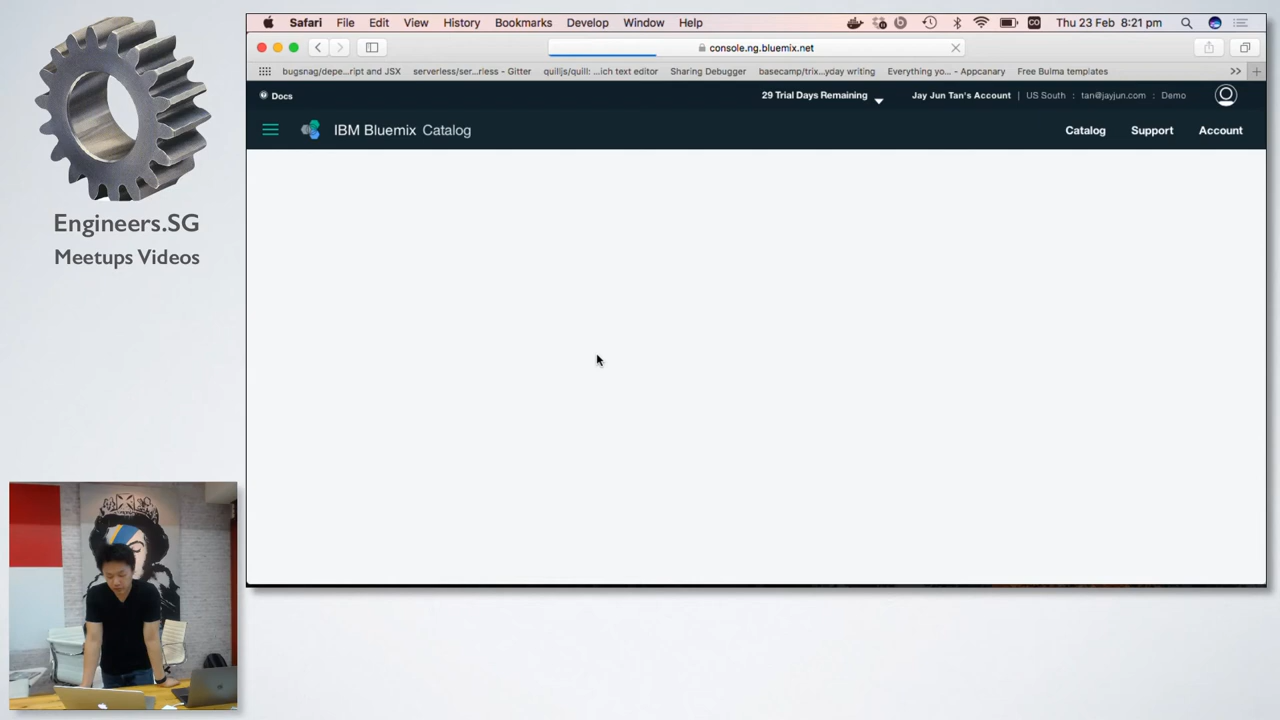 Engineers.SG
Meetups Videos
Safari File Edit View History Bookmarks Develop Window Help
Thu 23 Feb 8:21 pm
console.ng.bluemix.net
bugsnag/depe...ript and JSX serverless/ser...rless - Gitter quilljs/quill: ...ich text editor Sharing Debugger basecamp/trix...yday writing Everything yo... - Appcanary Free Bulma templates >>
Docs
29 Trial Days Remaining
Jay Jun Tan's Account | US South : tan@jayjun.com : Demo
IBM Bluemix Catalog
Catalog Support Account